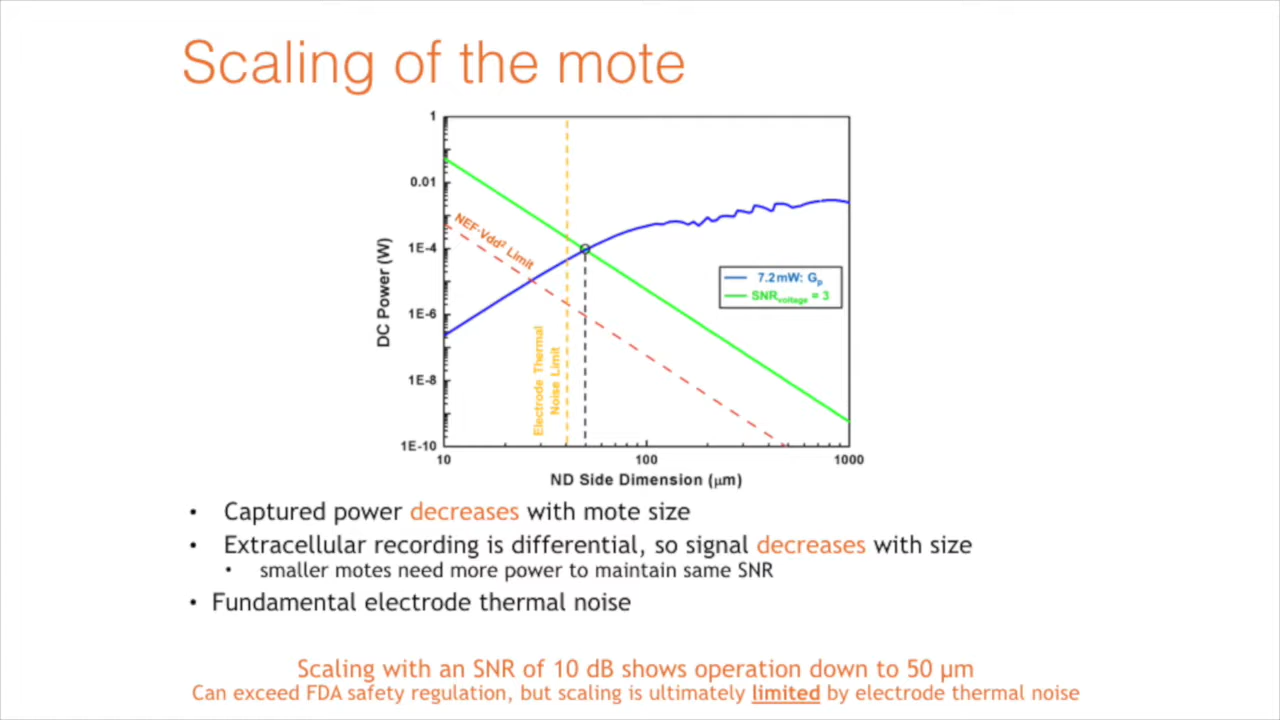 Scaling of the mote
1
0.01
1E-4
1E-6
1E-8
1E-10
DC Power (W)
NEF·Vdd² Limit
Electrode Thermal
Noise Limit
7.2mW: Gp
SNRvoltage = 3
10
100
1000
ND Side Dimension (μm)
• Captured power decreases with mote size
• Extracellular recording is differential, so signal decreases with size
• smaller motes need more power to maintain same SNR
• Fundamental electrode thermal noise
Scaling with an SNR of 10 dB shows operation down to 50 μm
Can exceed FDA safety regulation, but scaling is ultimately limited by electrode thermal noise